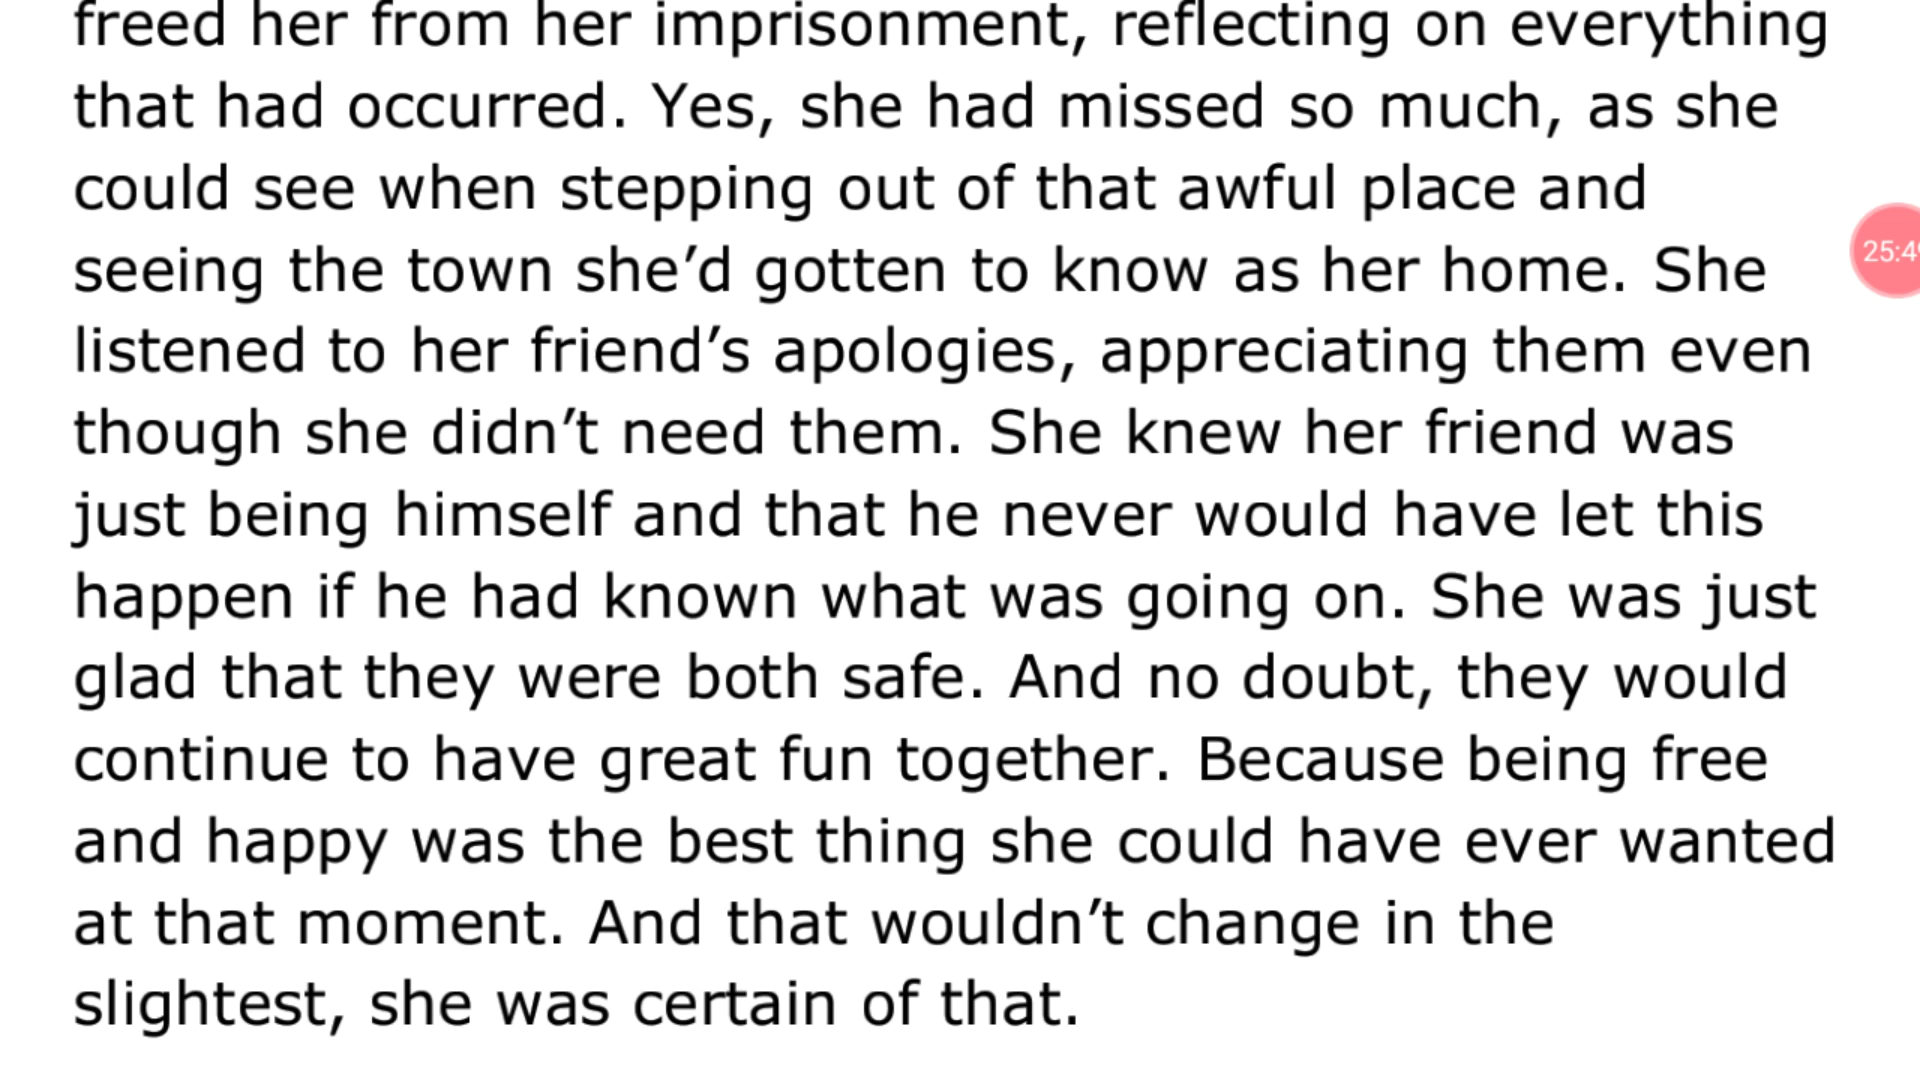 freed her from her imprisonment, reflecting on everything
that had occurred. Yes, she had missed so much, as she
could see when stepping out of that awful place and
seeing the town she’d gotten to know as her home. She
listened to her friend’s apologies, appreciating them even
though she didn’t need them. She knew her friend was
just being himself and that he never would have let this
happen if he had known what was going on. She was just
glad that they were both safe. And no doubt, they would
continue to have great fun together. Because being free
and happy was the best thing she could have ever wanted
at that moment. And that wouldn’t change in the
slightest, she was certain of that.